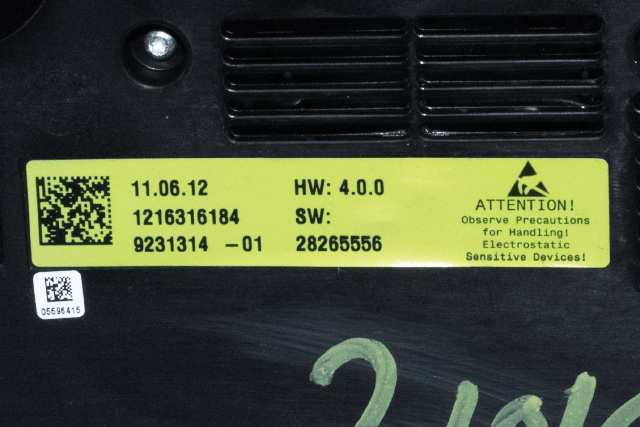 11.06.12
1216316184
9231314 -01
HW: 4.0.0
SW:
28265556
ATTENTION!
Observe Precautions
for Handling!
Electrostatic
Sensitive Devices!
05596415